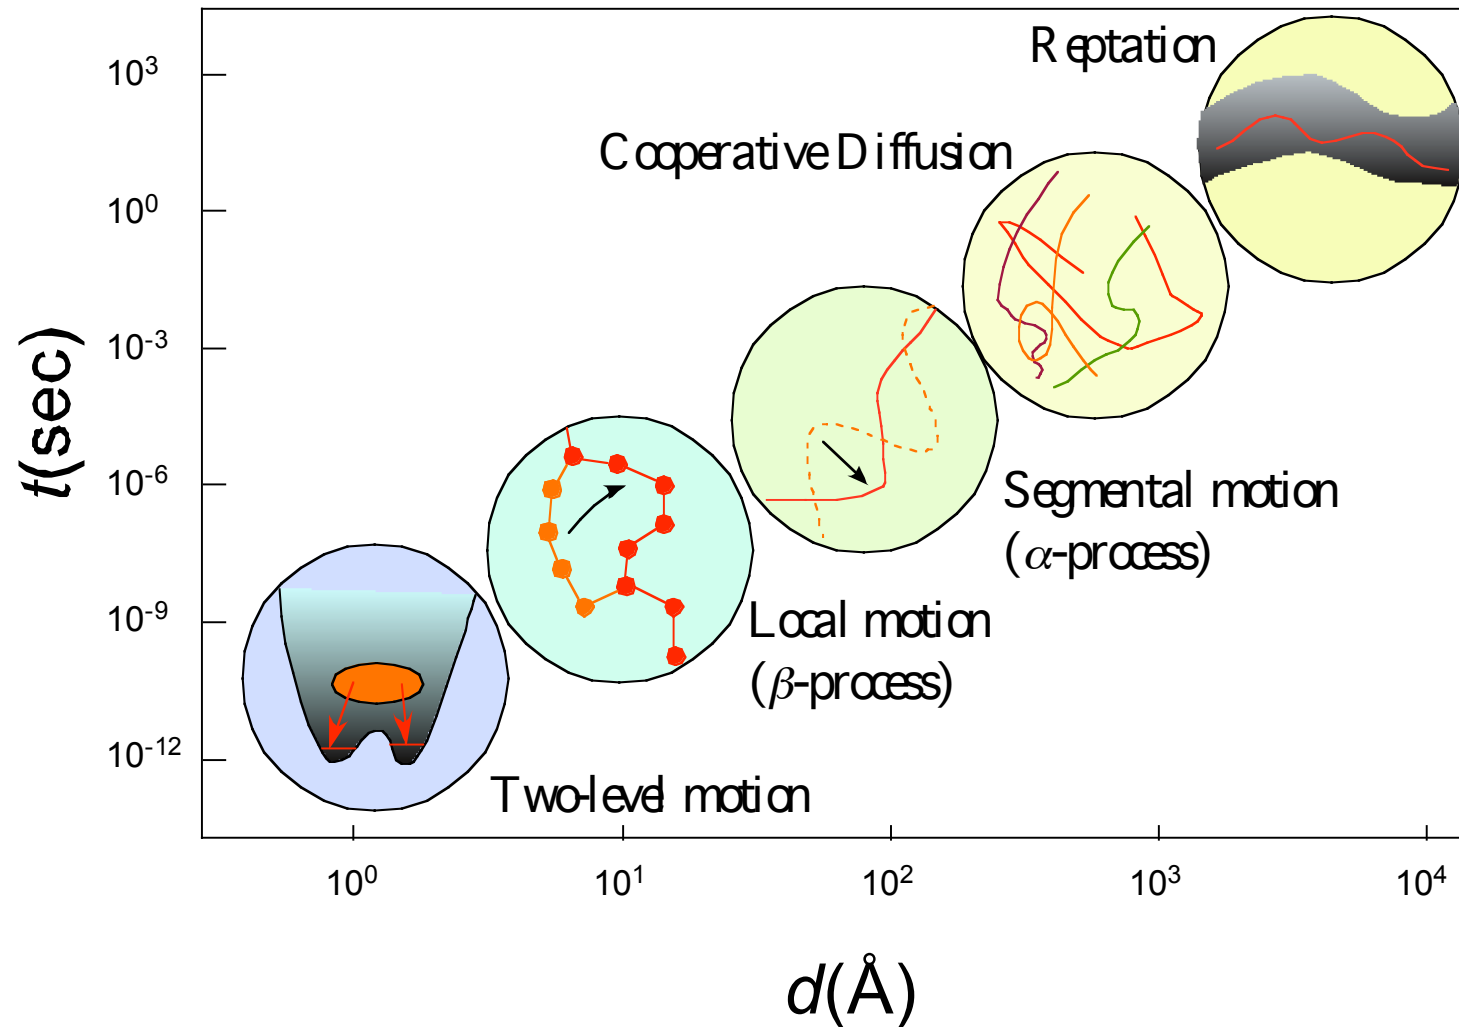 Reptation
10³
Cooperative Diffusion
10⁰
10⁻³
t(sec)
10⁻⁶
Segmental motion
(α-process)
10⁻⁹
Local motion
(β-process)
10⁻¹²
Two-level motion
10⁰ 10¹ 10² 10³ 10⁴
d(Å)